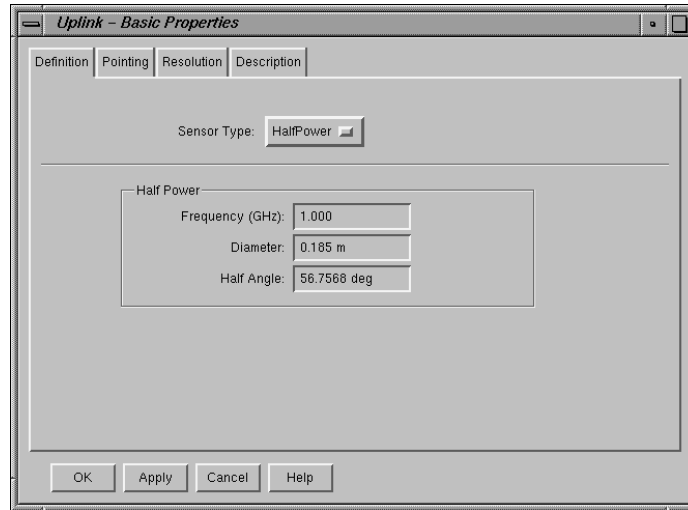 Uplink – Basic Properties
Definition Pointing Resolution Description
Sensor Type: HalfPower
Half Power
Frequency (GHz): 1.000
Diameter: 0.185 m
Half Angle: 56.7568 deg
OK Apply Cancel Help